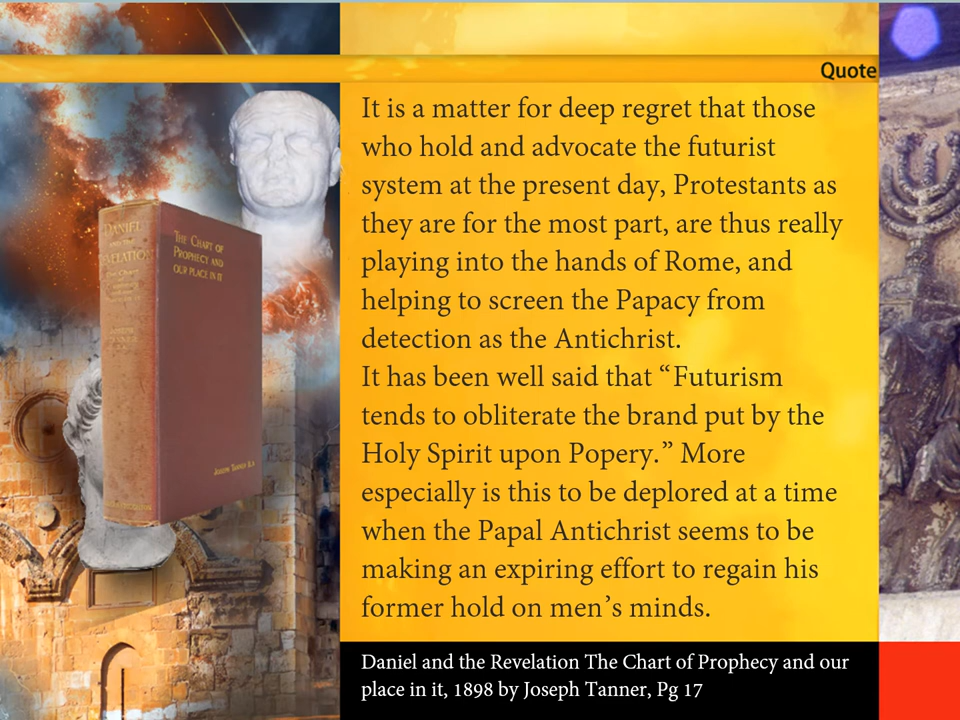 Quote
It is a matter for deep regret that those
who hold and advocate the futurist
system at the present day, Protestants as
they are for the most part, are thus really
playing into the hands of Rome, and
helping to screen the Papacy from
detection as the Antichrist.
It has been well said that “Futurism
tends to obliterate the brand put by the
Holy Spirit upon Popery.” More
especially is this to be deplored at a time
when the Papal Antichrist seems to be
making an expiring effort to regain his
former hold on men’s minds.
Daniel and the Revelation The Chart of Prophecy and our
place in it, 1898 by Joseph Tanner, Pg 17
DANIEL
AND THE
REVELATION
THE CHART OF
PROPHECY AND
OUR PLACE IN IT
JOSEPH TANNER B.A